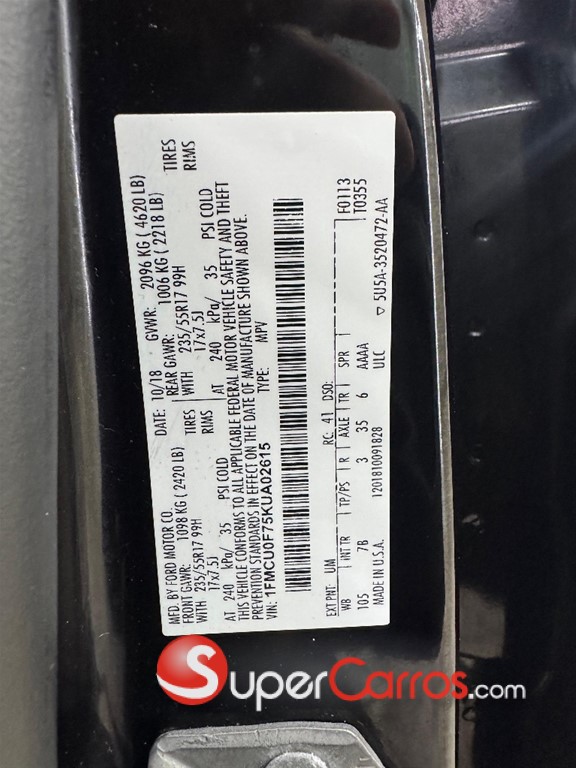 MFD. BY FORD MOTOR CO.
DATE: 10/18 GVWR: 2096 KG ( 4620 LB)
FRONT GAWR: 1098 KG ( 2420 LB) REAR GAWR: 1006 KG ( 2218 LB)
WITH 235/55R17 99H TIRES WITH 235/55R17 99H TIRES
17x7.5J RIMS 17x7.5J RIMS
AT 240 kPa/ 35 PSI COLD AT 240 kPa/ 35 PSI COLD
THIS VEHICLE CONFORMS TO ALL APPLICABLE FEDERAL MOTOR VEHICLE SAFETY AND THEFT
PREVENTION STANDARDS IN EFFECT ON THE DATE OF MANUFACTURE SHOWN ABOVE.
VIN: 1FMCU0F75KUA02615 TYPE: MPV
F0113
T0355
EXT PNT: UM RC: 41 DSO:
WB INT TR TP/PS R AXLE TR SPR
105 7B 3 35 6 AAAA
MADE IN U.S.A. 1201810091828 ULC
▽ 5U5A-3520472-AA
SuperCarros.com